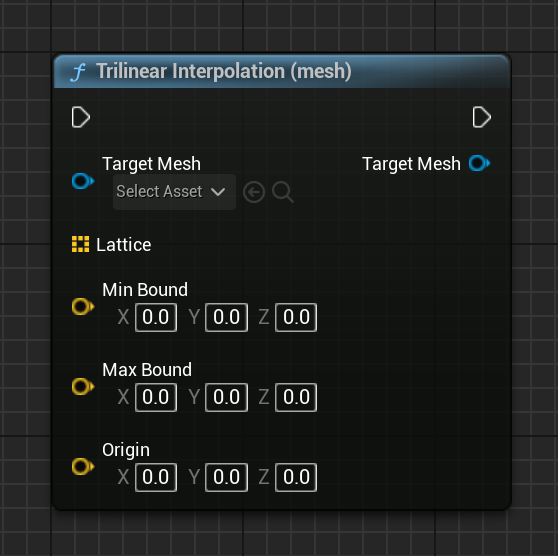 f Trilinear Interpolation (mesh)
Target Mesh
Target Mesh
Select Asset
Lattice
Min Bound
X 0.0 Y 0.0 Z 0.0
Max Bound
X 0.0 Y 0.0 Z 0.0
Origin
X 0.0 Y 0.0 Z 0.0